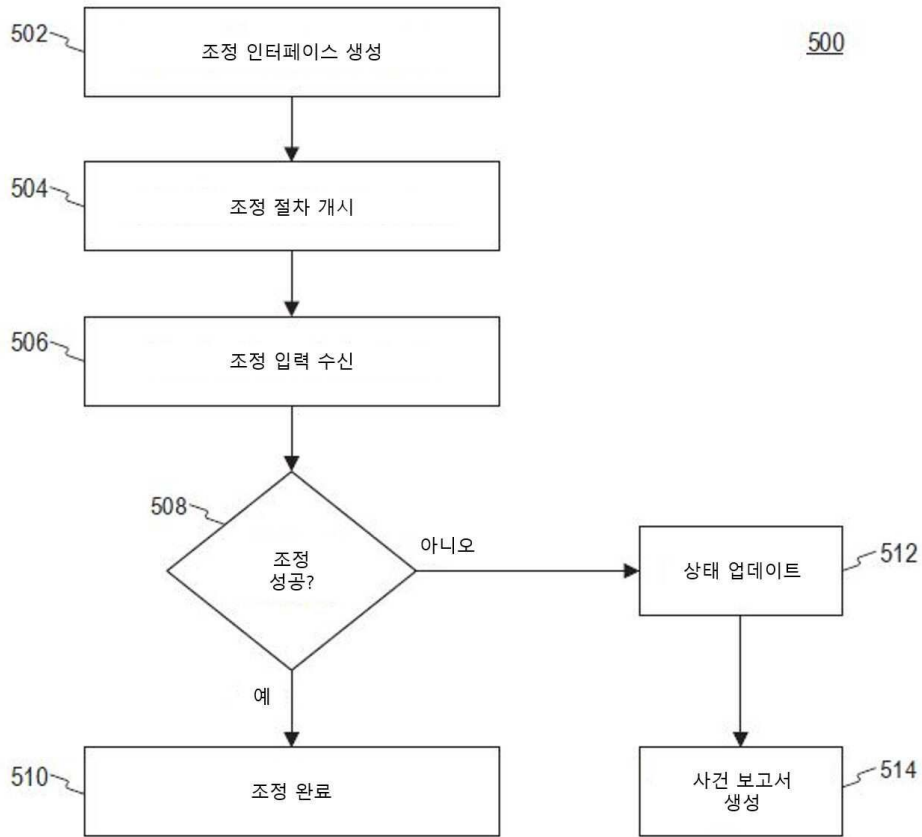 502
조정 인터페이스 생성
500
504
조정 절차 개시
506
조정 입력 수신
508
조정
성공?
아니오
상태 업데이트
512
예
510
조정 완료
사건 보고서
생성
514